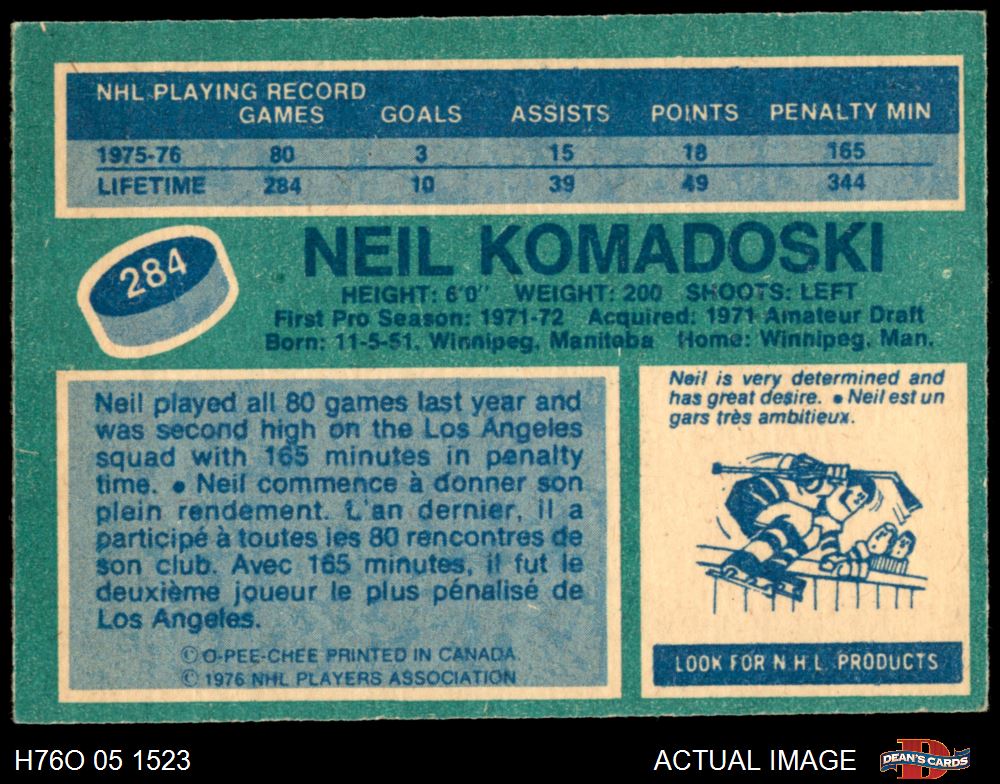 NHL PLAYING RECORD
GAMES GOALS ASSISTS POINTS PENALTY MIN
1975-76 80 3 15 18 165
LIFETIME 284 10 39 49 344
284
NEIL KOMADOSKI
HEIGHT: 6'0" WEIGHT: 200 SHOOTS: LEFT
First Pro Season: 1971-72 Acquired: 1971 Amateur Draft
Born: 11-5-51, Winnipeg, Manitoba Home: Winnipeg, Man.
Neil played all 80 games last year and
was second high on the Los Angeles
squad with 165 minutes in penalty
time. ● Neil commence à donner son
plein rendement. L'an dernier, il a
participé à toutes les 80 rencontres de
son club. Avec 165 minutes, il fut le
deuxième joueur le plus pénalisé de
Los Angeles.
© O-PEE-CHEE PRINTED IN CANADA.
© 1976 NHL PLAYERS ASSOCIATION
Neil is very determined and
has great desire. ● Neil est un
gars très ambitieux.
LOOK FOR N H L PRODUCTS
H76O 05 1523
ACTUAL IMAGE
DEAN'S CARDS